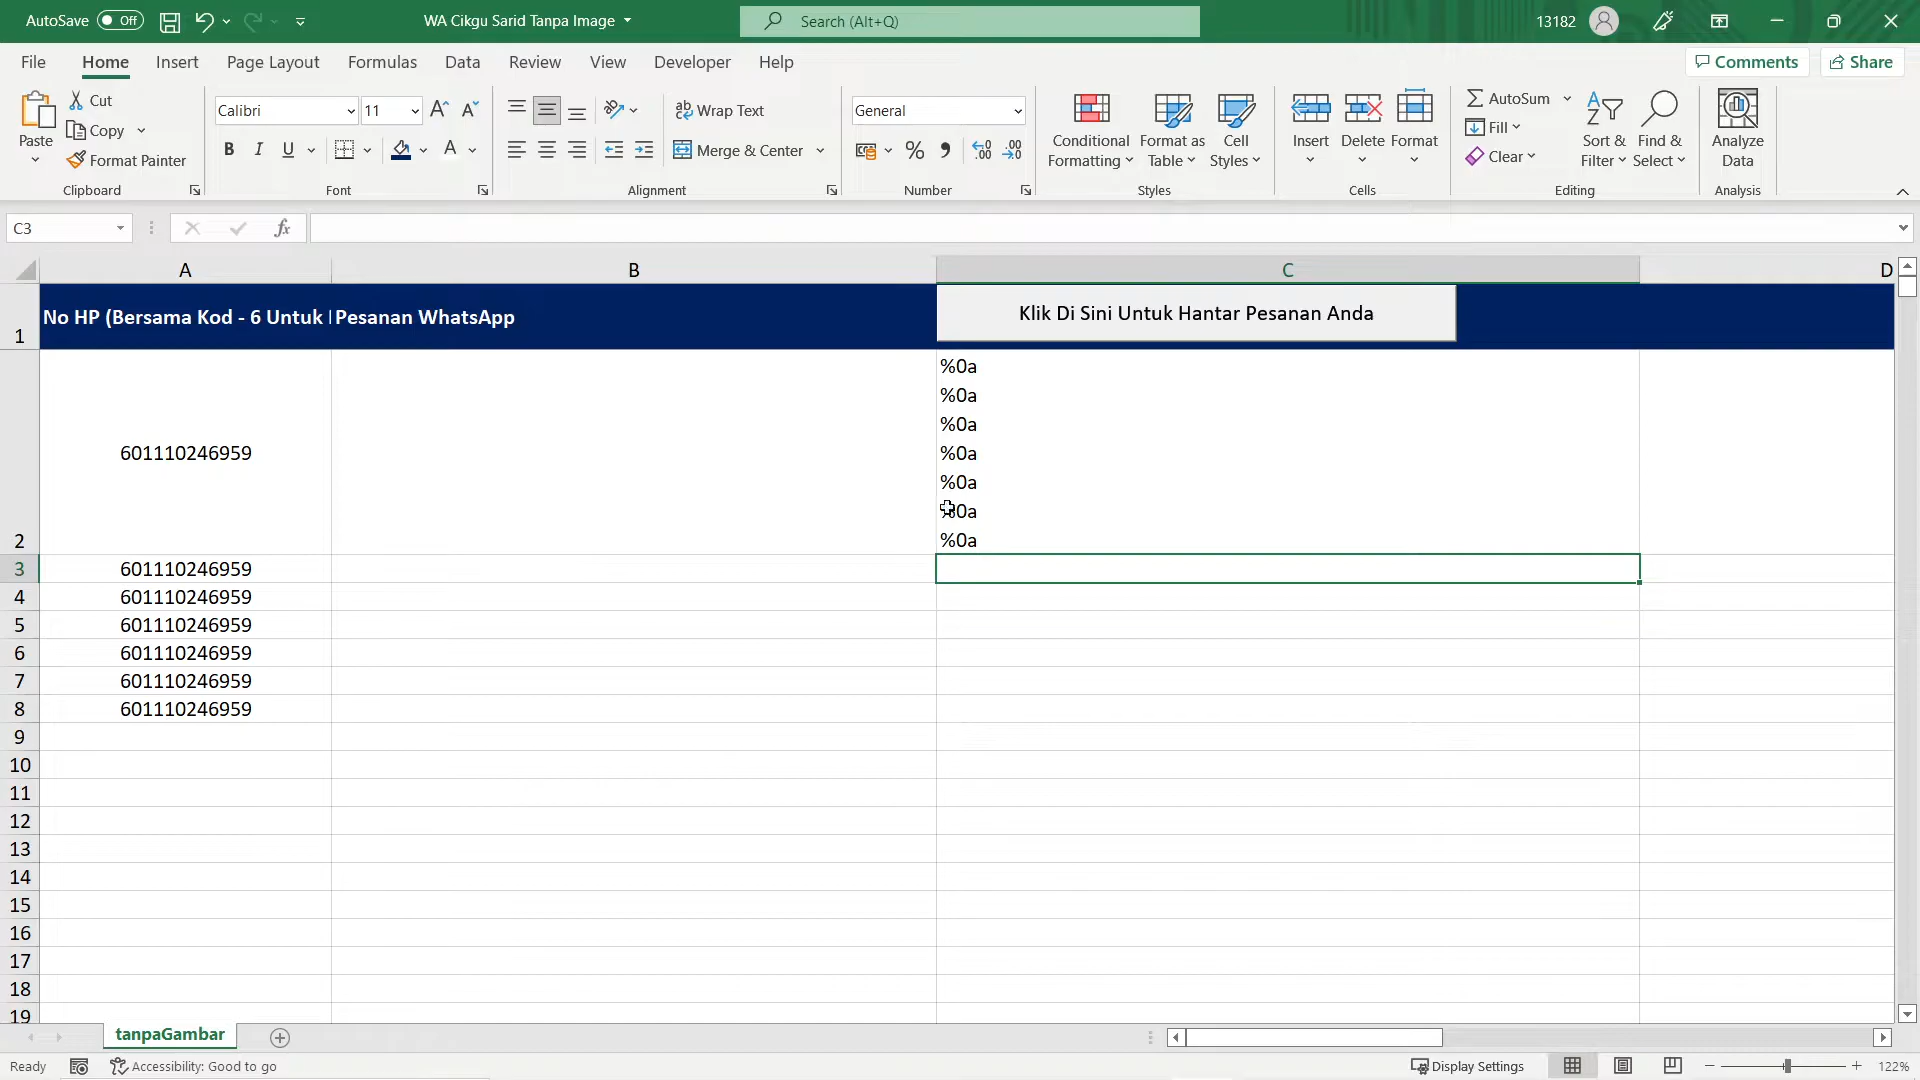 AutoSave Off
WA Cikgu Sarid Tanpa Image
Search (Alt+Q)
13182
File Home Insert Page Layout Formulas Data Review View Developer Help
Comments Share
Paste
Cut
Copy
Format Painter
Clipboard
Calibri 11
B I U
Font
Wrap Text
Merge & Center
Alignment
General
Number
Conditional Formatting
Format as Table
Cell Styles
Styles
Insert Delete Format
Cells
AutoSum
Fill
Clear
Sort & Filter
Find & Select
Editing
Analyze Data
Analysis
C3 fx
A B C D
1 No HP (Bersama Kod - 6 Untuk Pesanan WhatsApp Klik Di Sini Untuk Hantar Pesanan Anda
%0a
%0a
%0a
601110246959 %0a
%0a
%0a
2 %0a
3 601110246959
4 601110246959
5 601110246959
6 601110246959
7 601110246959
8 601110246959
9
10
11
12
13
14
15
16
17
18
19
tanpaGambar
Ready Accessibility: Good to go Display Settings 122%